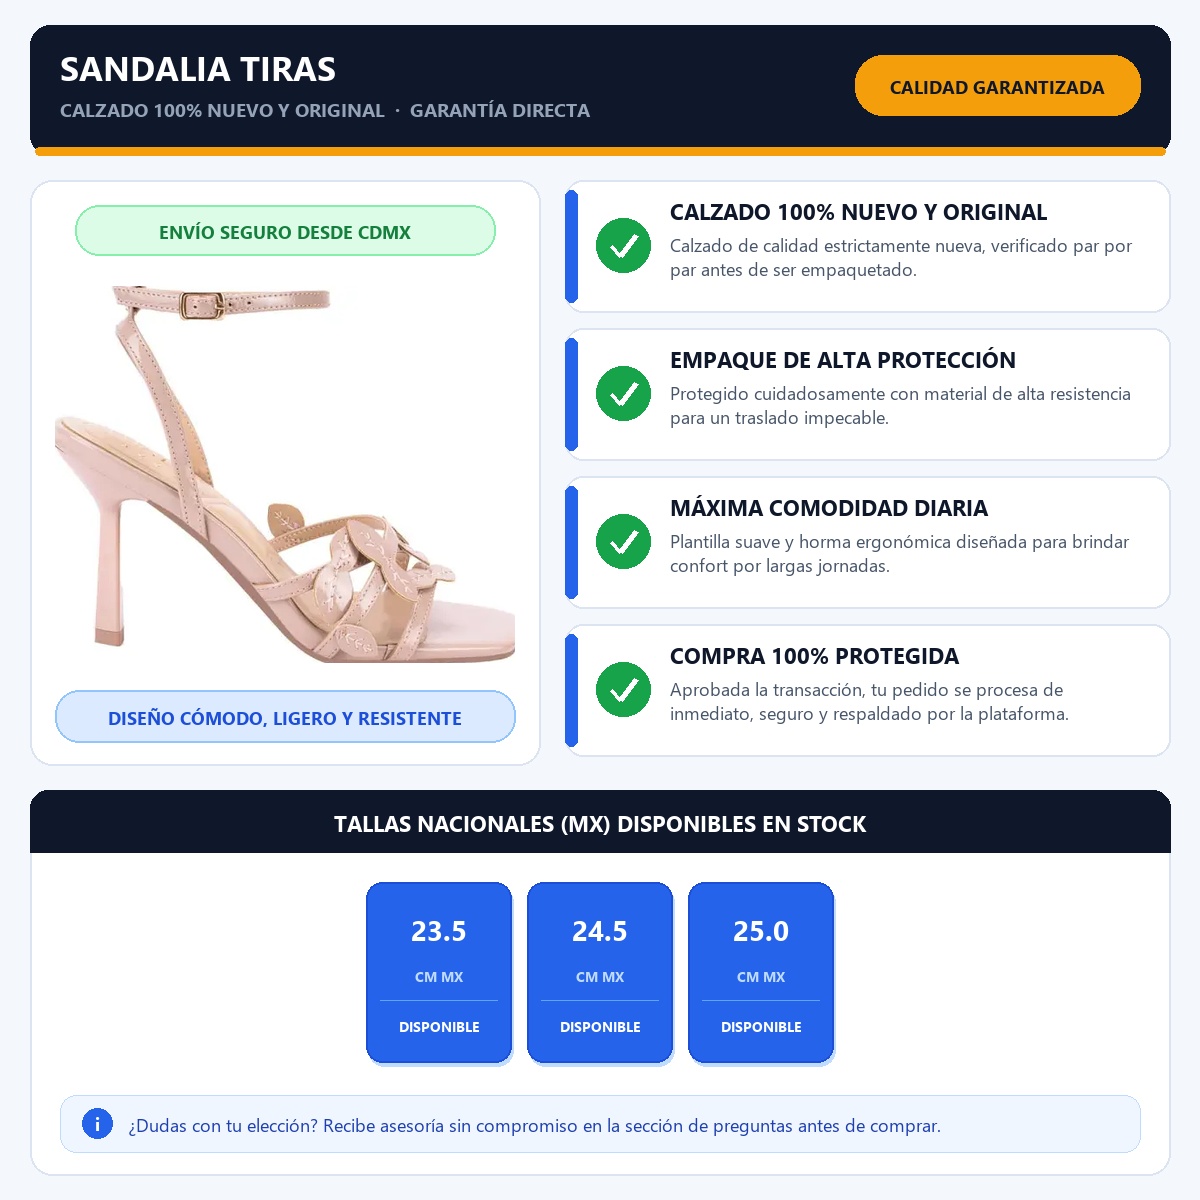 SANDALIA TIRAS
CALZADO 100% NUEVO Y ORIGINAL · GARANTÍA DIRECTA
CALIDAD GARANTIZADA
ENVÍO SEGURO DESDE CDMX
DISEÑO CÓMODO, LIGERO Y RESISTENTE
CALZADO 100% NUEVO Y ORIGINAL
Calzado de calidad estrictamente nueva, verificado par por
par antes de ser empaquetado.
EMPAQUE DE ALTA PROTECCIÓN
Protegido cuidadosamente con material de alta resistencia
para un traslado impecable.
MÁXIMA COMODIDAD DIARIA
Plantilla suave y horma ergonómica diseñada para brindar
confort por largas jornadas.
COMPRA 100% PROTEGIDA
Aprobada la transacción, tu pedido se procesa de
inmediato, seguro y respaldado por la plataforma.
TALLAS NACIONALES (MX) DISPONIBLES EN STOCK
23.5
CM MX
DISPONIBLE
24.5
CM MX
DISPONIBLE
25.0
CM MX
DISPONIBLE
¿Dudas con tu elección? Recibe asesoría sin compromiso en la sección de preguntas antes de comprar.